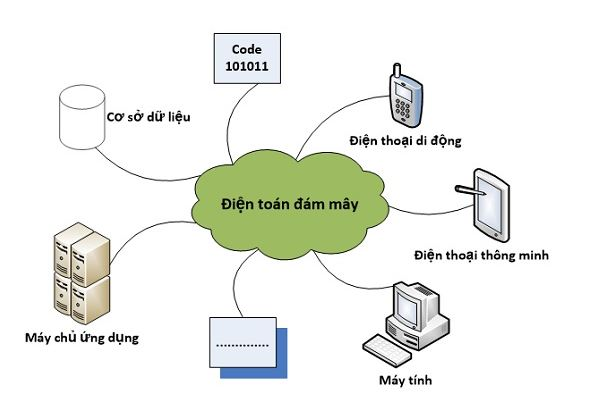 Code
101011
Cơ sở dữ liệu
Điện thoại di động
Điện toán đám mây
Điện thoại thông minh
Máy chủ ứng dụng
................
Máy tính